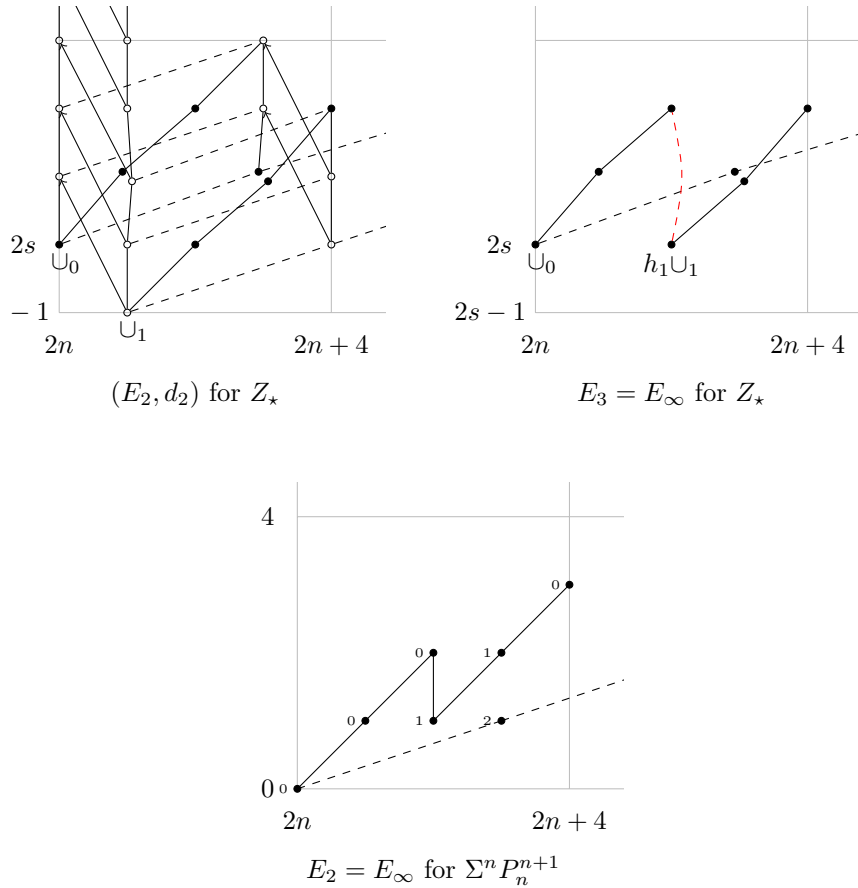 2s
∪₀
h₁∪₁
2s
∪₀
− 1
∪₁
2s − 1
2n
2n + 4
2n
2n + 4
(E₂, d₂) for Z⋆
E₃ = E∞ for Z⋆
4
0
0
1
0
1
0
1
2
0
0
2n
2n + 4
E₂ = E∞ for ΣⁿPₙⁿ⁺¹